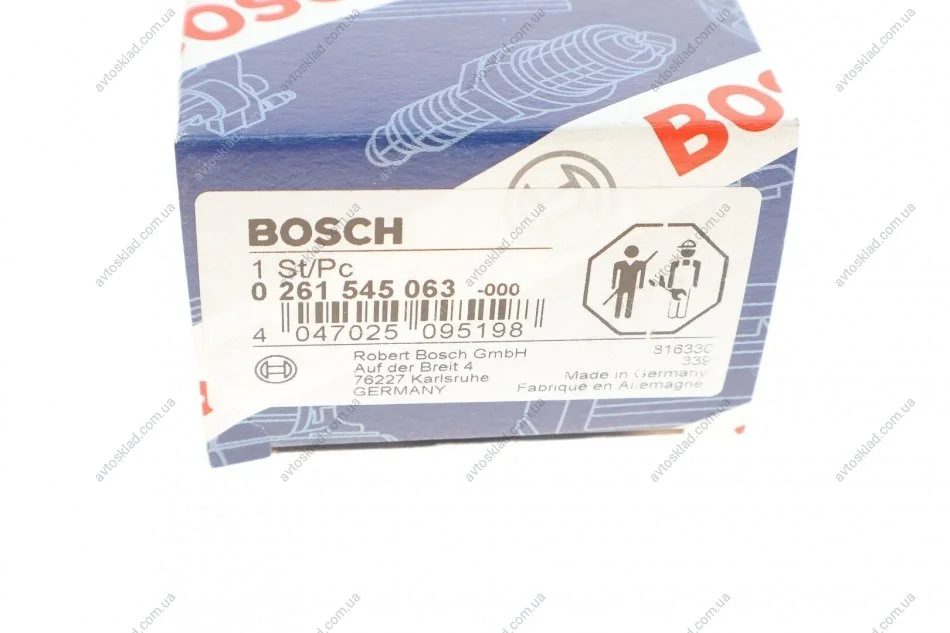 BOSCH
BOSCH
1 St/Pc
0 261 545 063 -000
4 047025 095198
Robert Bosch GmbH
Auf der Breit 4
76227 Karlsruhe
GERMANY
339
Made in Germany
Fabriqué en Allemagne
avtosklad.com.ua